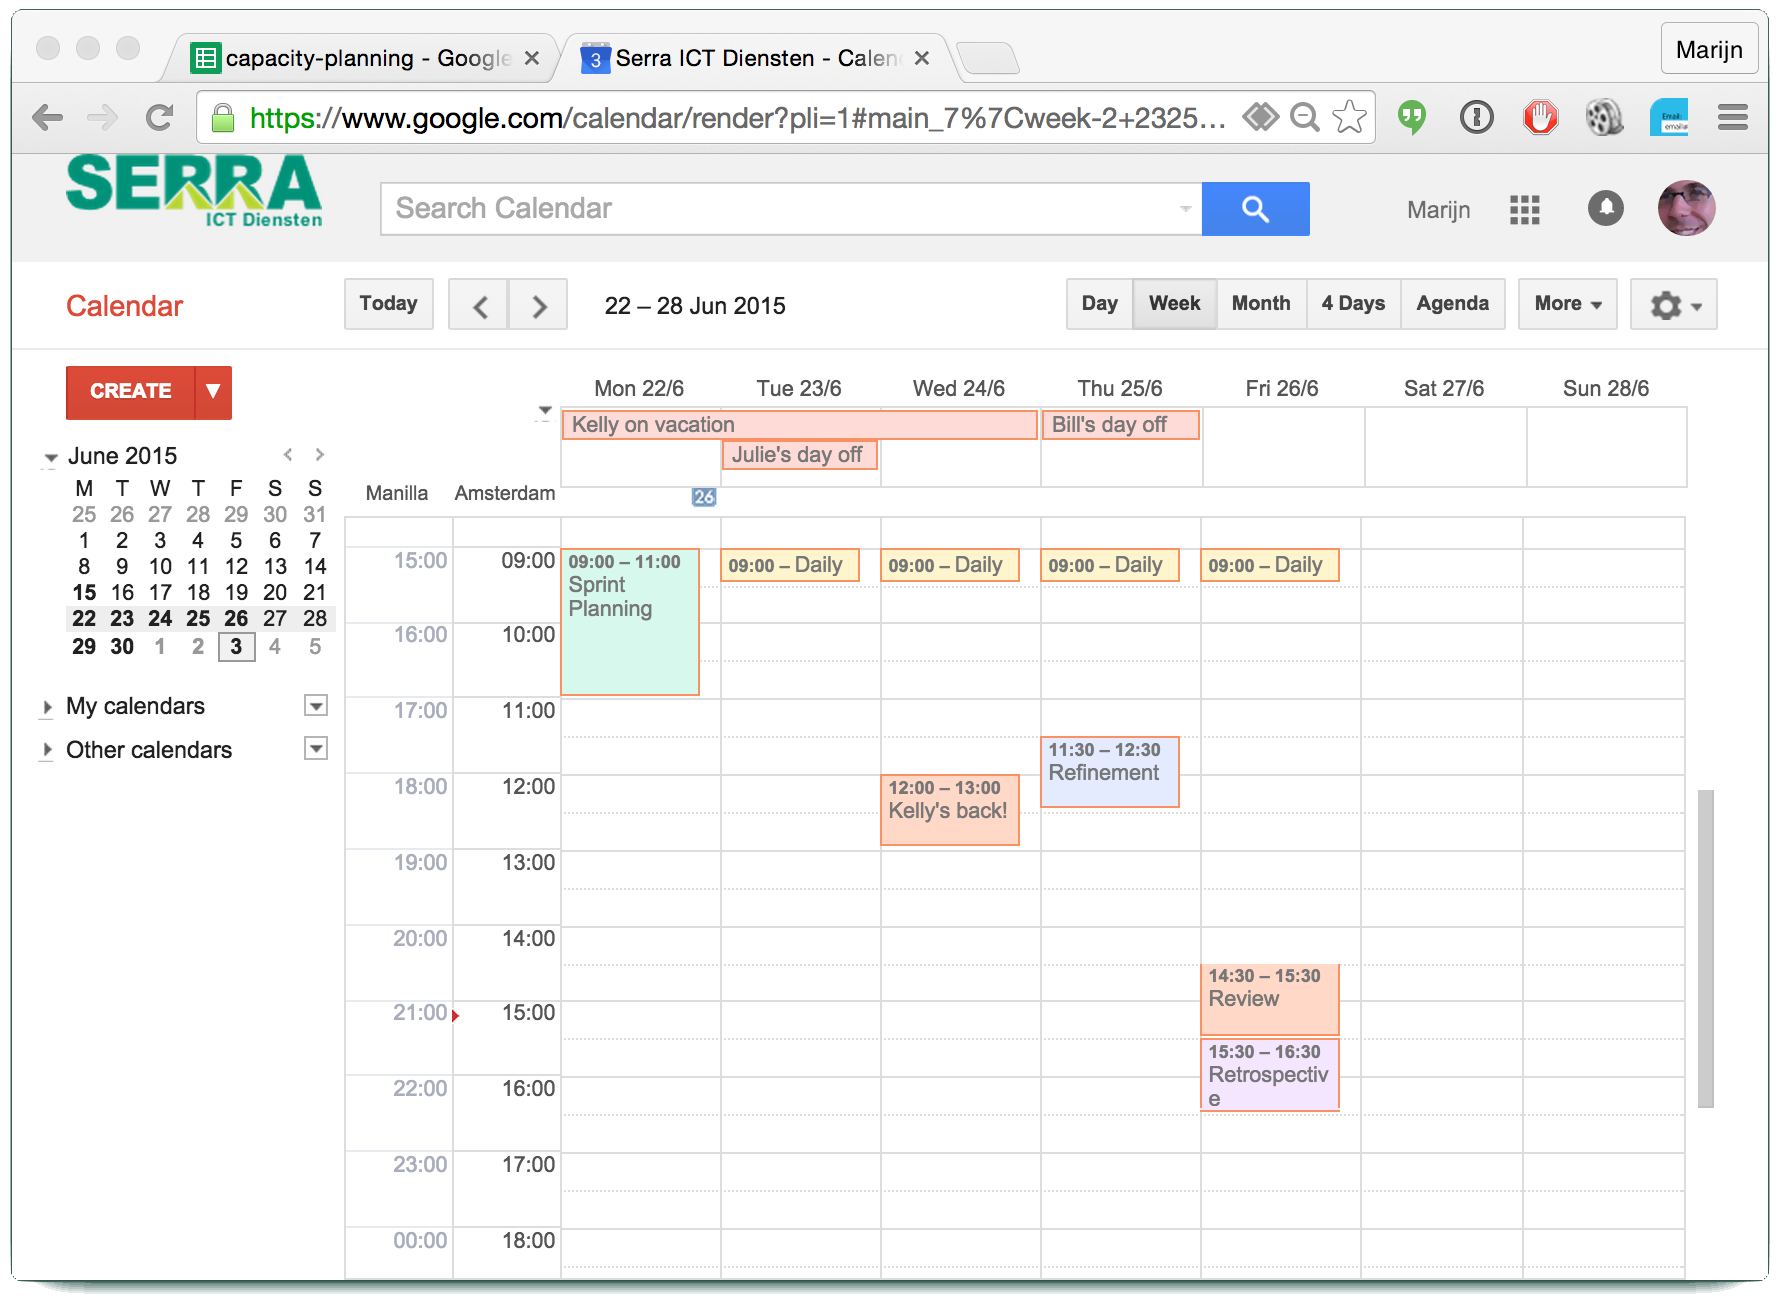 capacity-planning - Google
3
Serra ICT Diensten - Calen
Marijn
https://www.google.com/calendar/render?pli=1#main_7%7Cweek-2+2325...
SERRA
ICT Diensten
Search Calendar
Marijn
Calendar
Today
22 – 28 Jun 2015
Day Week Month 4 Days Agenda More
CREATE
June 2015
M T W T F S S
25 26 27 28 29 30 31
1 2 3 4 5 6 7
8 9 10 11 12 13 14
15 16 17 18 19 20 21
22 23 24 25 26 27 28
29 30 1 2 3 4 5
My calendars
Other calendars
Mon 22/6 Tue 23/6 Wed 24/6 Thu 25/6 Fri 26/6 Sat 27/6 Sun 28/6
Kelly on vacation
Bill's day off
Julie's day off
Manilla Amsterdam
26
15:00 09:00
16:00 10:00
17:00 11:00
18:00 12:00
19:00 13:00
20:00 14:00
21:00 15:00
22:00 16:00
23:00 17:00
00:00 18:00
09:00 – 11:00
Sprint
Planning
09:00 – Daily
09:00 – Daily
09:00 – Daily
09:00 – Daily
12:00 – 13:00
Kelly's back!
11:30 – 12:30
Refinement
14:30 – 15:30
Review
15:30 – 16:30
Retrospectiv
e